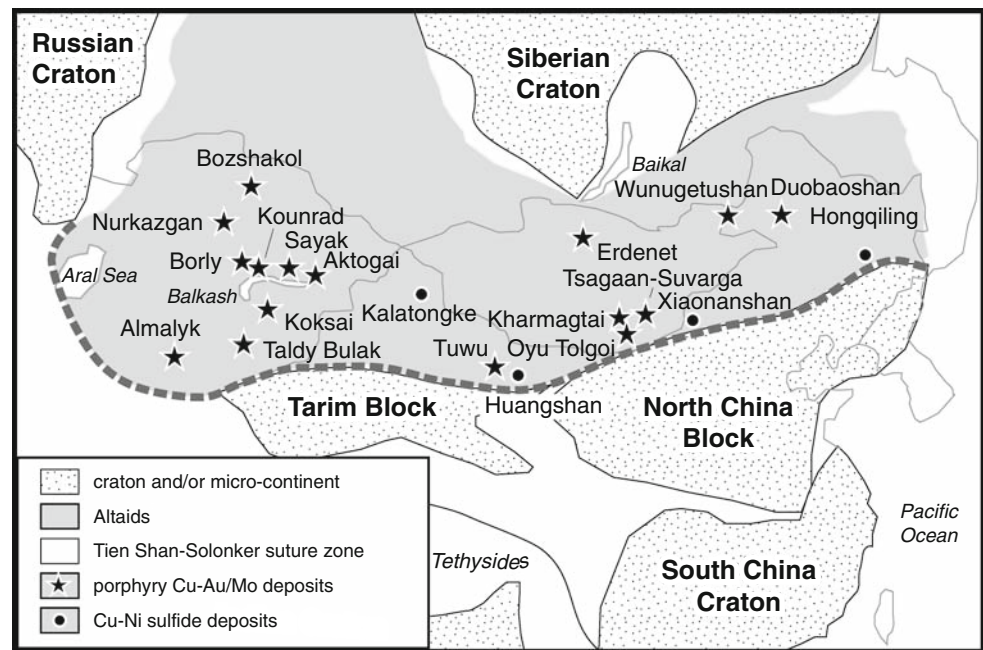 Russian
Craton
Siberian
Craton
Bozshakol
Baikal
Wunugetushan
Duobaoshan
Nurkazgan
Kounrad
Hongqiling
Sayak
Erdenet
Borly
Aktogai
Aral Sea
Tsagaan-Suvarga
Balkash
Xiaonanshan
Kalatongke
Kharmagtai
Almalyk
Koksai
Taldy Bulak
Tuwu
Oyu Tolgoi
Tarim Block
Huangshan
North China
Block
craton and/or micro-continent
Altaids
Tien Shan-Solonker suture zone
porphyry Cu-Au/Mo deposits
Cu-Ni sulfide deposits
Tethysides
Pacific
Ocean
South China
Craton